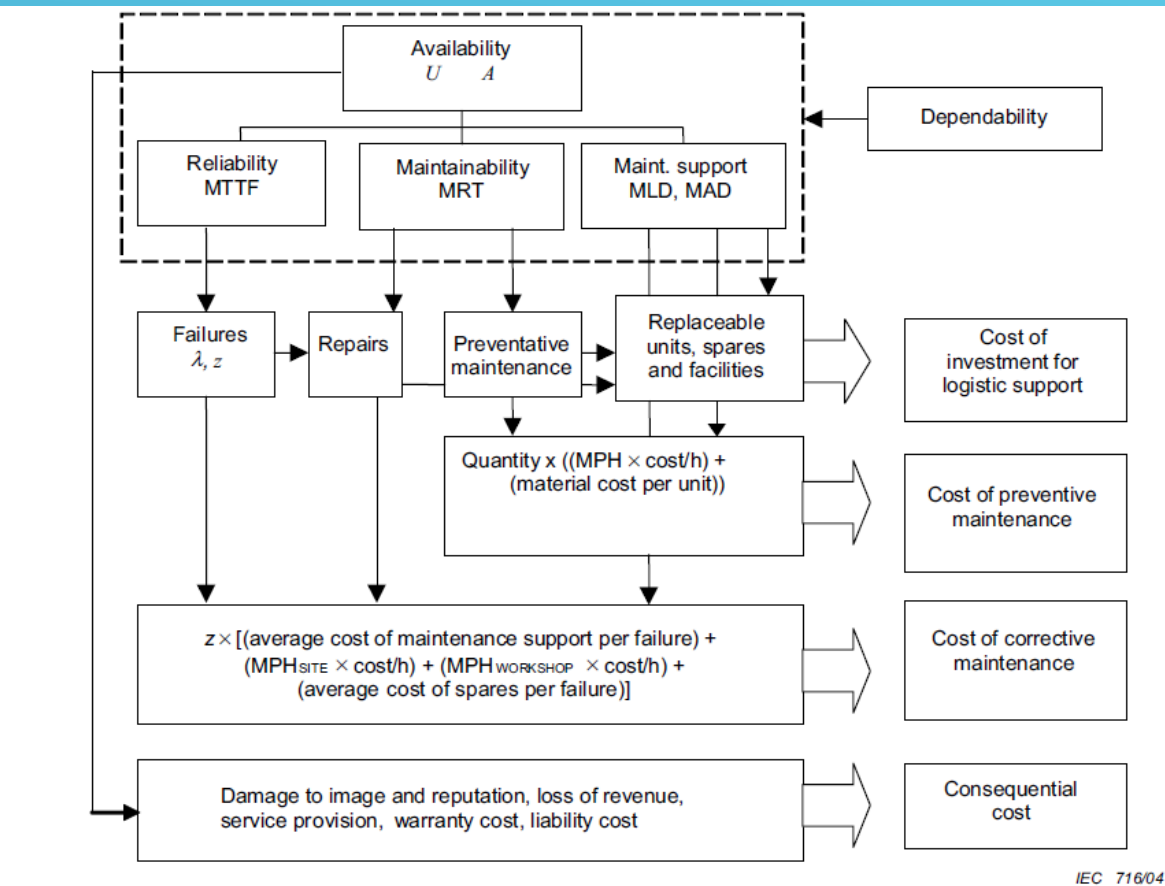 Availability
U A
Dependability
Reliability
MTTF
Maintainability
MRT
Maint. support
MLD, MAD
Failures
λ, z
Repairs
Preventative
maintenance
Replaceable
units, spares
and facilities
Cost of
investment for
logistic support
Quantity x ((MPH × cost/h) +
(material cost per unit))
Cost of preventive
maintenance
z × [(average cost of maintenance support per failure) +
(MPHSITE × cost/h) + (MPH WORKSHOP × cost/h) +
(average cost of spares per failure)]
Cost of corrective
maintenance
Damage to image and reputation, loss of revenue,
service provision, warranty cost, liability cost
Consequential
cost
IEC 716/04